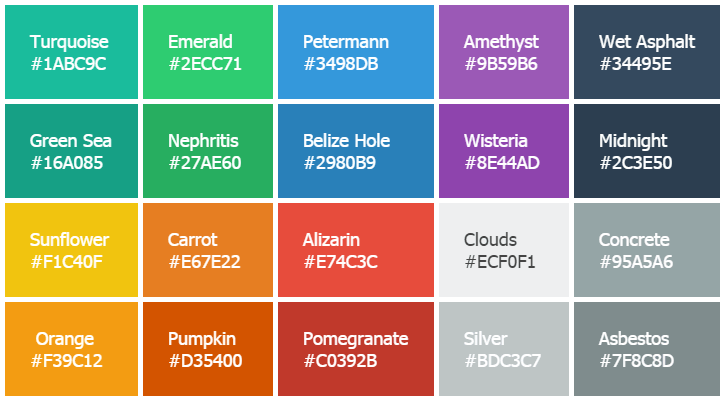 Turquoise
#1ABC9C
Emerald
#2ECC71
Petermann
#3498DB
Amethyst
#9B59B6
Wet Asphalt
#34495E
Green Sea
#16A085
Nephritis
#27AE60
Belize Hole
#2980B9
Wisteria
#8E44AD
Midnight
#2C3E50
Sunflower
#F1C40F
Carrot
#E67E22
Alizarin
#E74C3C
Clouds
#ECF0F1
Concrete
#95A5A6
Orange
#F39C12
Pumpkin
#D35400
Pomegranate
#C0392B
Silver
#BDC3C7
Asbestos
#7F8C8D